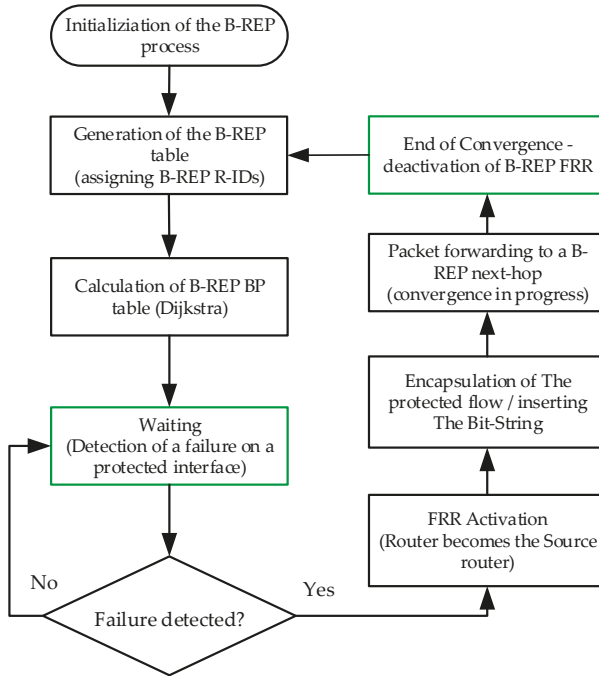 Initializiation of the B-REP
process
Generation of the B-REP
table
(assigning B-REP R-IDs)
Calculation of B-REP BP
table (Dijkstra)
Waiting
(Detection of a failure on a
protected interface)
Failure detected?
No
Yes
FRR Activation
(Router becomes the Source
router)
Encapsulation of The
protected flow / inserting
The Bit-String
Packet forwarding to a B-
REP next-hop
(convergence in progress)
End of Convergence -
deactivation of B-REP FRR